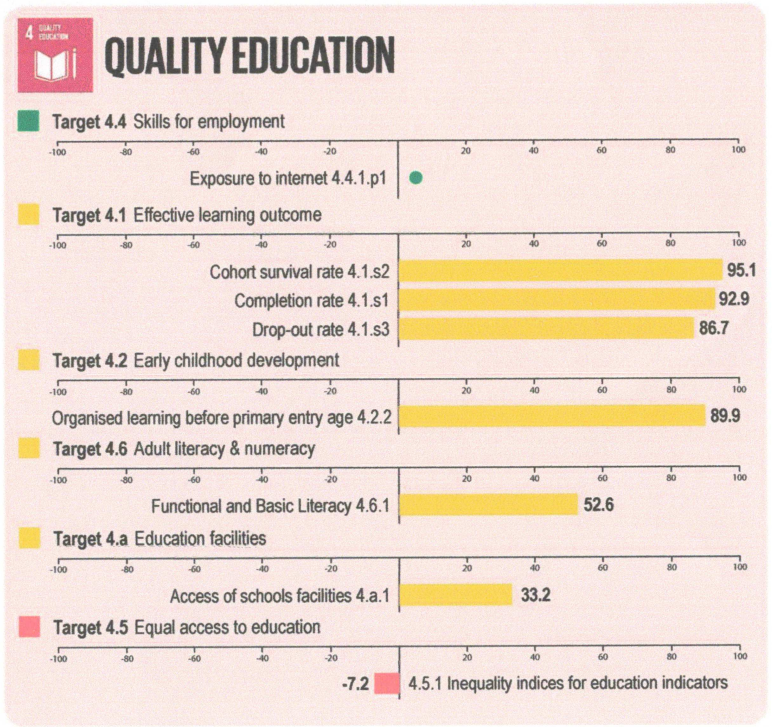 4 QUALITY EDUCATION
QUALITY EDUCATION
Target 4.4 Skills for employment
-100 -80 -60 -40 -20 20 40 60 80 100
Exposure to internet 4.4.1.p1
Target 4.1 Effective learning outcome
-100 -80 -60 -40 -20 20 40 60 80 100
Cohort survival rate 4.1.s2 95.1
Completion rate 4.1.s1 92.9
Drop-out rate 4.1.s3 86.7
Target 4.2 Early childhood development
-100 -80 -60 -40 -20 20 40 60 80 100
Organised learning before primary entry age 4.2.2 89.9
Target 4.6 Adult literacy & numeracy
-100 -80 -60 -40 -20 20 40 60 80 100
Functional and Basic Literacy 4.6.1 52.6
Target 4.a Education facilities
-100 -80 -60 -40 -20 20 40 60 80 100
Access of schools facilities 4.a.1 33.2
Target 4.5 Equal access to education
-100 -80 -60 -40 -20 20 40 60 80 100
-7.2 4.5.1 Inequality indices for education indicators